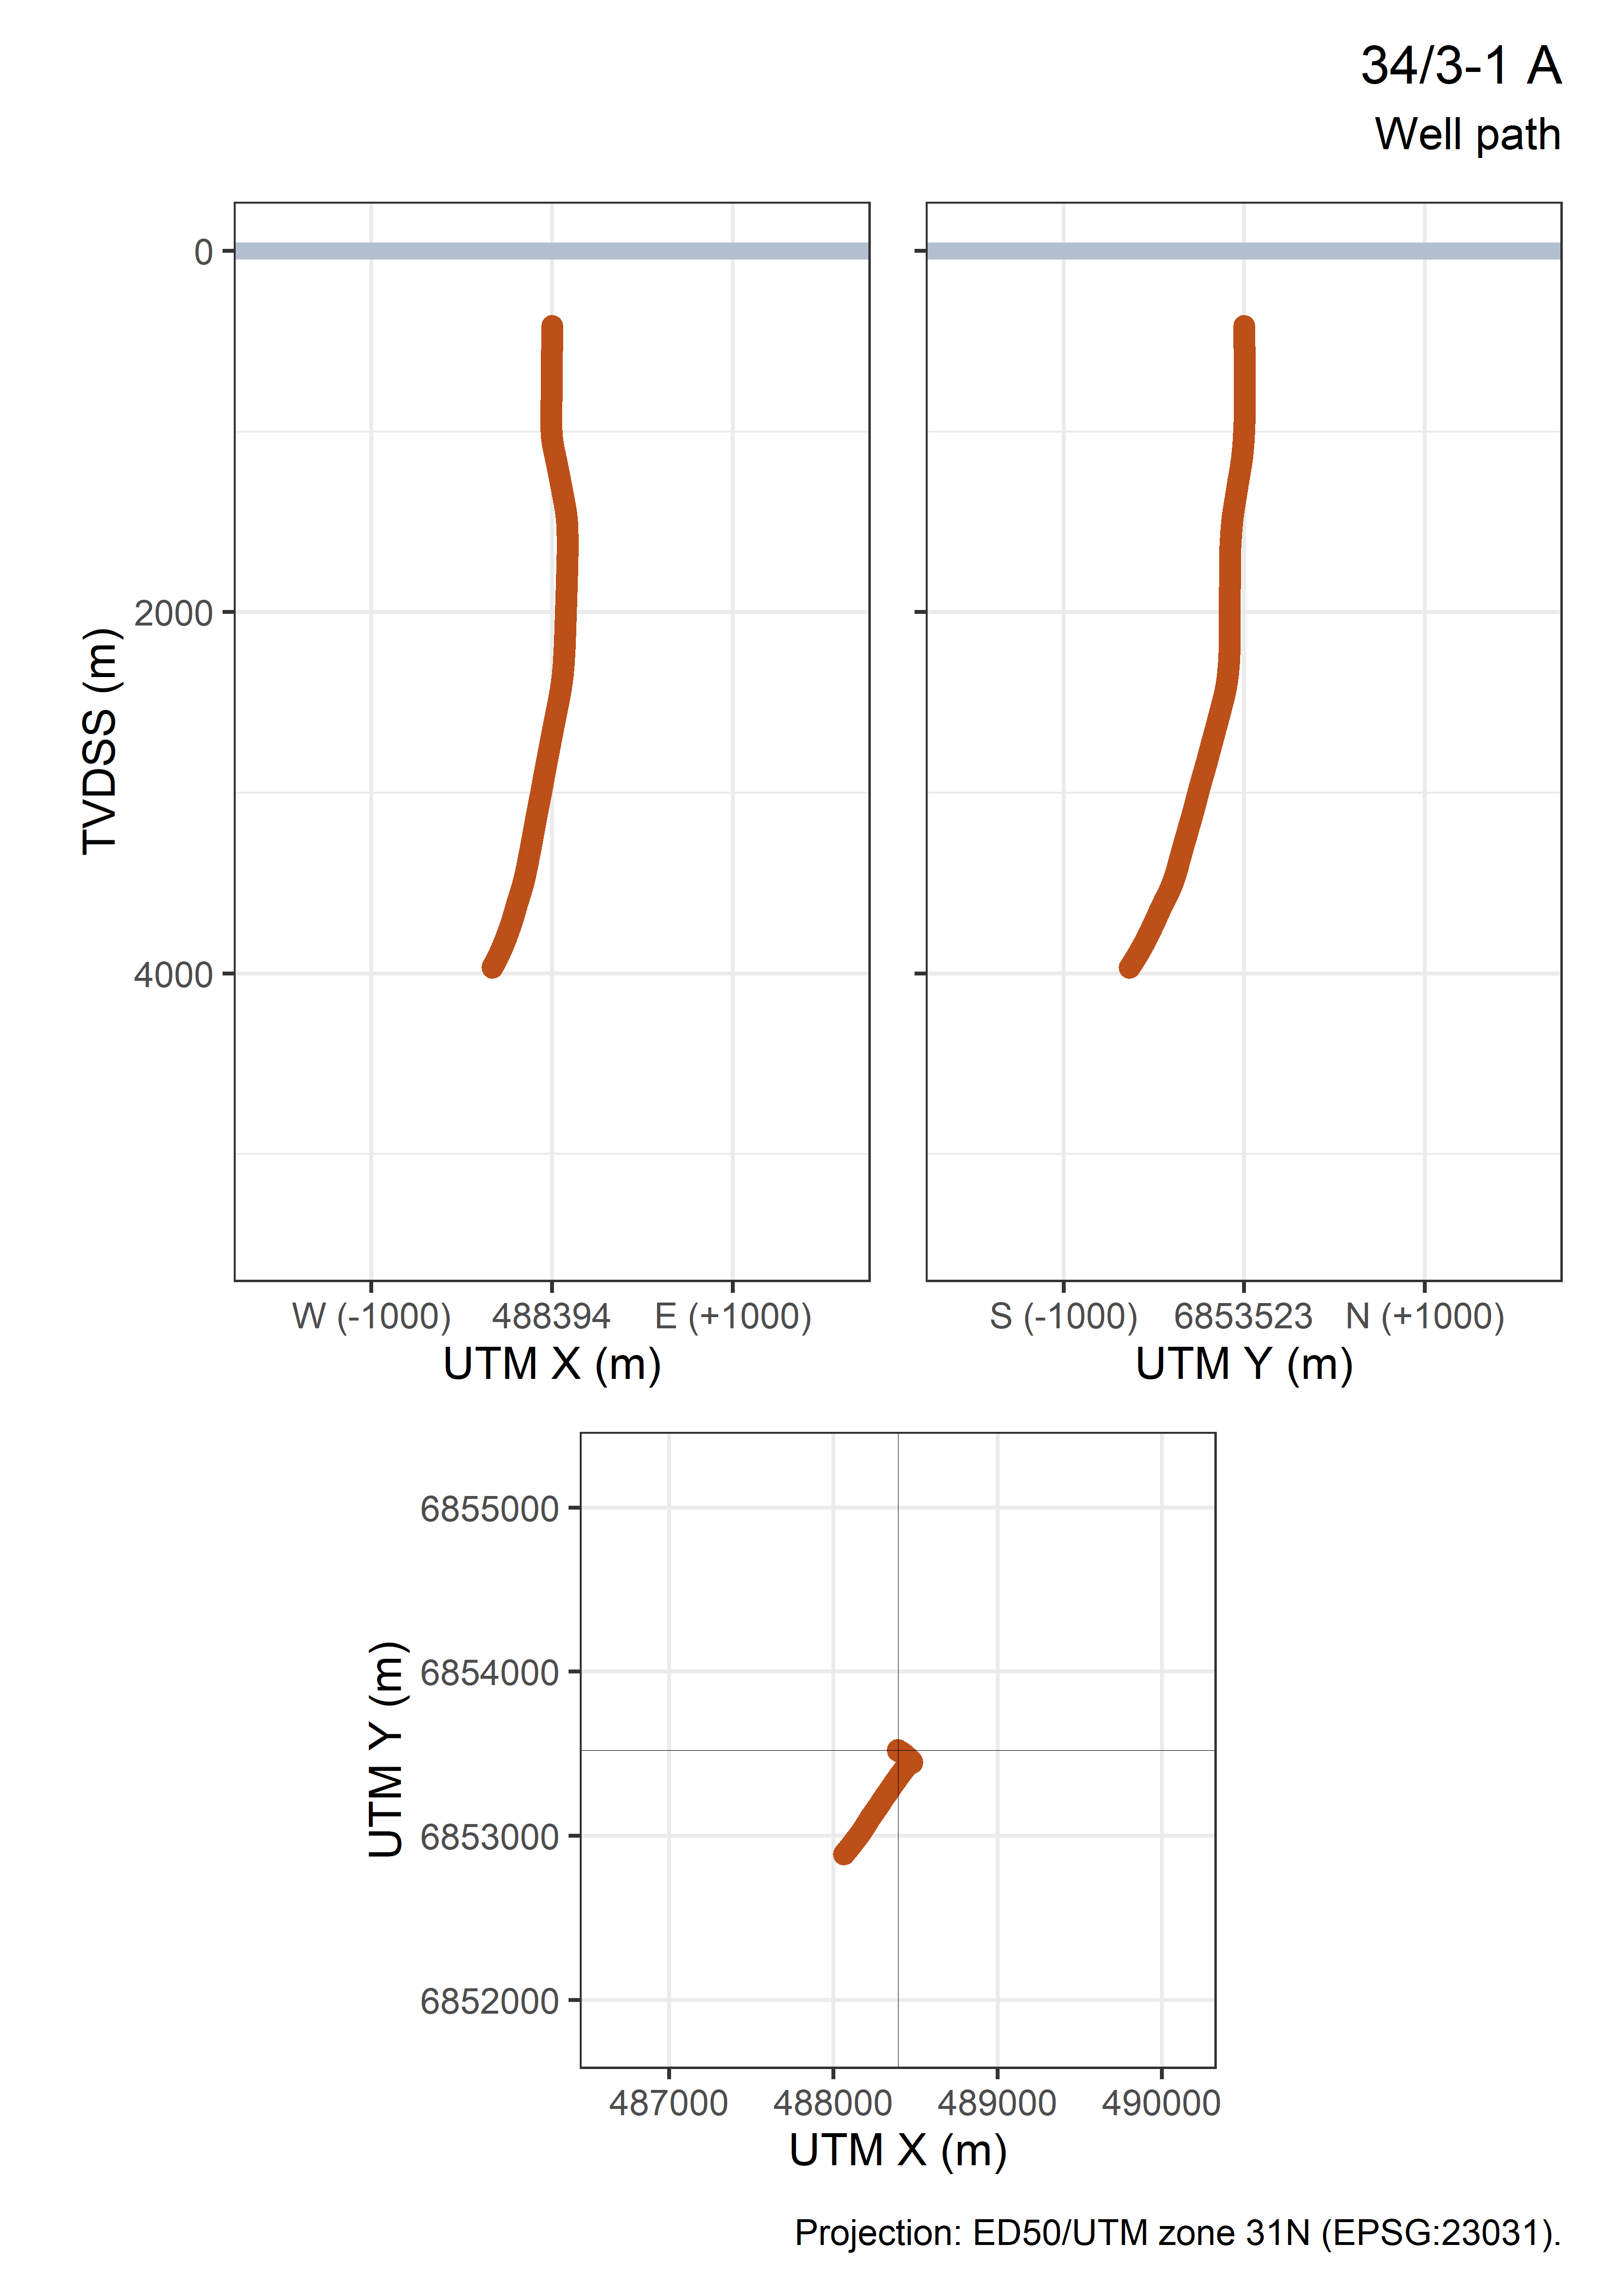 34/3-1 A
Well path
TVDSS (m)
0
2000
4000
W (-1000) 488394 E (+1000)
UTM X (m)
S (-1000) 6853523 N (+1000)
UTM Y (m)
UTM Y (m)
6855000
6854000
6853000
6852000
487000 488000 489000 490000
UTM X (m)
Projection: ED50/UTM zone 31N (EPSG:23031).